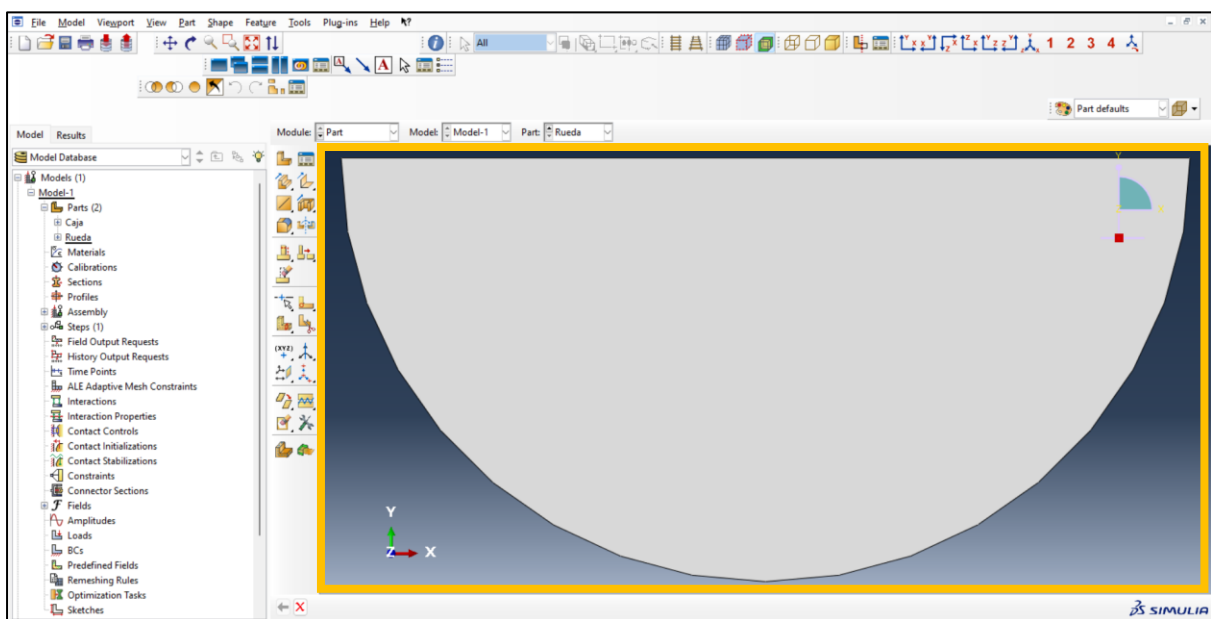 File Model Viewport View Part Shape Feature Tools Plug-ins Help
All
1 2 3 4
Part defaults
Model Results
Module: Part Model: Model-1 Part: Rueda
Model Database
Models (1)
Model-1
Parts (2)
Caja
Rueda
Materials
Calibrations
Sections
Profiles
Assembly
Steps (1)
Field Output Requests
History Output Requests
Time Points
ALE Adaptive Mesh Constraints
Interactions
Interaction Properties
Contact Controls
Contact Initializations
Contact Stabilizations
Constraints
Connector Sections
Fields
Amplitudes
Loads
BCs
Predefined Fields
Remeshing Rules
Optimization Tasks
Sketches
(XYZ)
Y
Y
Z X
SIMULIA